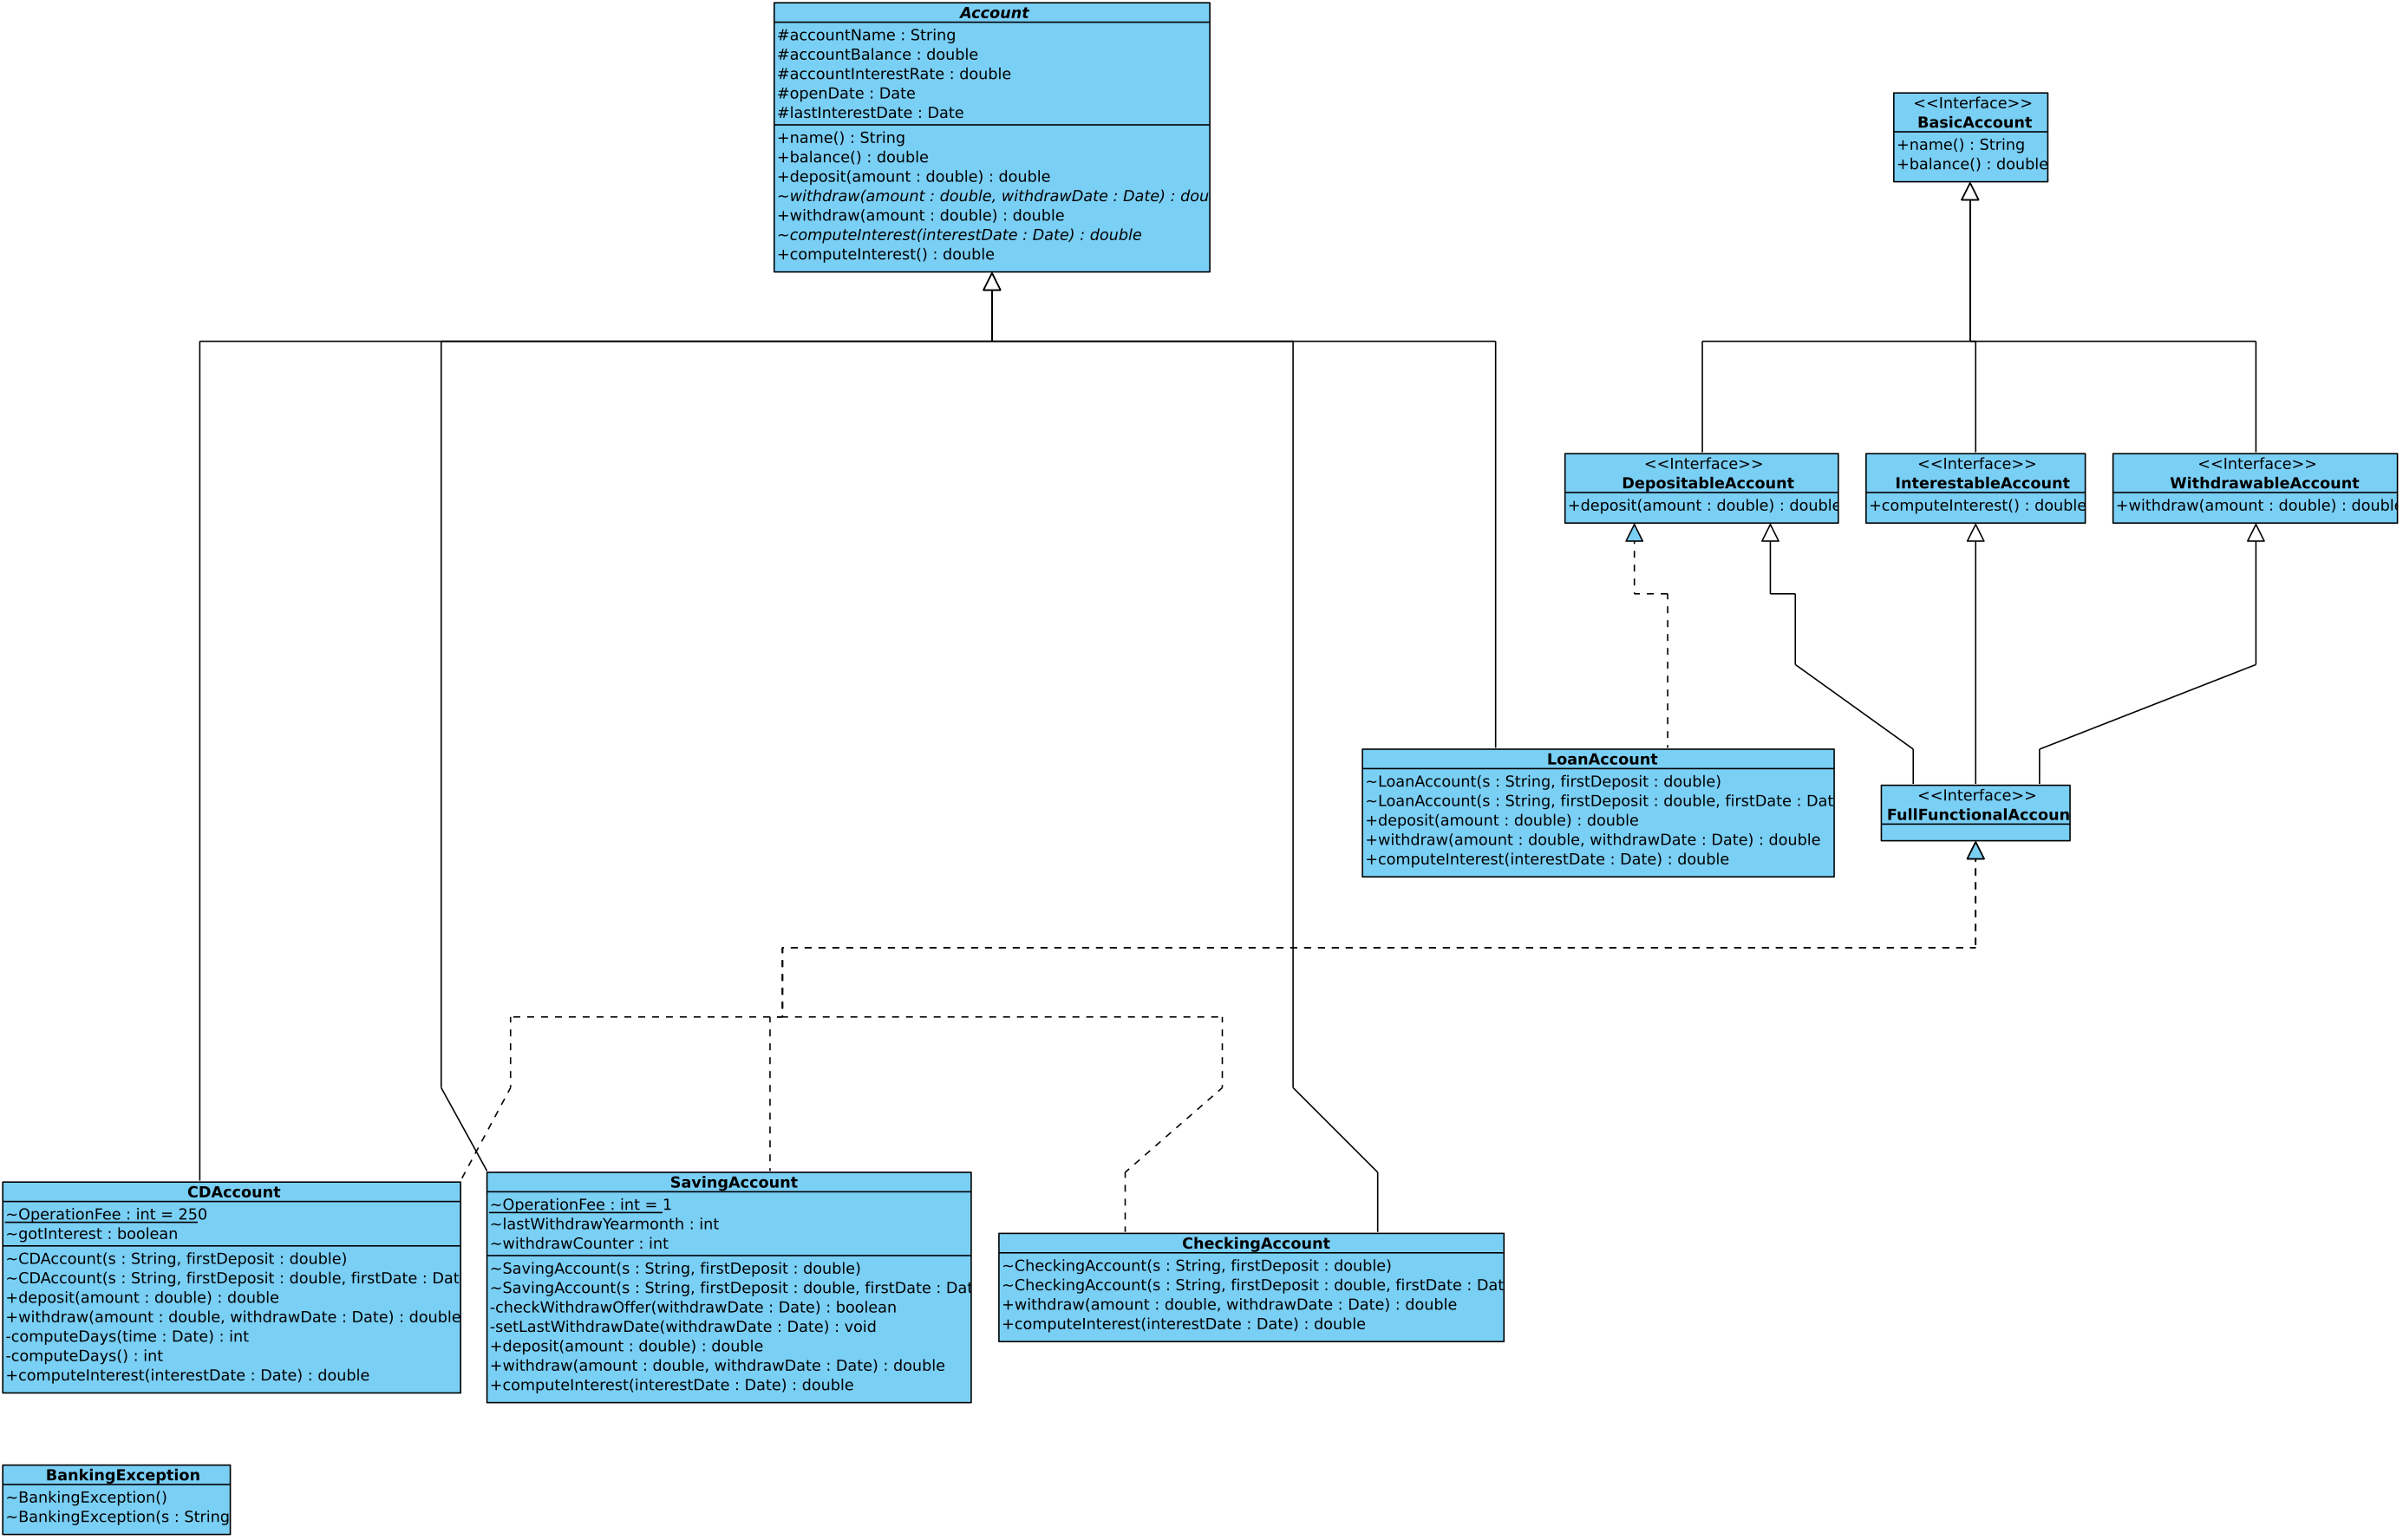 Account
#accountName : String
#accountBalance : double
#accountInterestRate : double
#openDate : Date
#lastInterestDate : Date
+name() : String
+balance() : double
+deposit(amount : double) : double
~withdraw(amount : double, withdrawDate : Date) : dou
+withdraw(amount : double) : double
~computeInterest(interestDate : Date) : double
+computeInterest() : double
<<Interface>>
BasicAccount
+name() : String
+balance() : double
<<Interface>>
DepositableAccount
+deposit(amount : double) : double
<<Interface>>
InterestableAccount
+computeInterest() : double
<<Interface>>
WithdrawableAccount
+withdraw(amount : double) : double
LoanAccount
~LoanAccount(s : String, firstDeposit : double)
~LoanAccount(s : String, firstDeposit : double, firstDate : Dat
+deposit(amount : double) : double
+withdraw(amount : double, withdrawDate : Date) : double
+computeInterest(interestDate : Date) : double
<<Interface>>
FullFunctionalAccoun
CDAccount
~OperationFee : int = 250
~gotInterest : boolean
~CDAccount(s : String, firstDeposit : double)
~CDAccount(s : String, firstDeposit : double, firstDate : Dat
+deposit(amount : double) : double
+withdraw(amount : double, withdrawDate : Date) : double
-computeDays(time : Date) : int
-computeDays() : int
+computeInterest(interestDate : Date) : double
SavingAccount
~OperationFee : int = 1
~lastWithdrawYearmonth : int
~withdrawCounter : int
~SavingAccount(s : String, firstDeposit : double)
~SavingAccount(s : String, firstDeposit : double, firstDate : Dat
-checkWithdrawOffer(withdrawDate : Date) : boolean
-setLastWithdrawDate(withdrawDate : Date) : void
+deposit(amount : double) : double
+withdraw(amount : double, withdrawDate : Date) : double
+computeInterest(interestDate : Date) : double
CheckingAccount
~CheckingAccount(s : String, firstDeposit : double)
~CheckingAccount(s : String, firstDeposit : double, firstDate : Dat
+withdraw(amount : double, withdrawDate : Date) : double
+computeInterest(interestDate : Date) : double
BankingException
~BankingException()
~BankingException(s : String